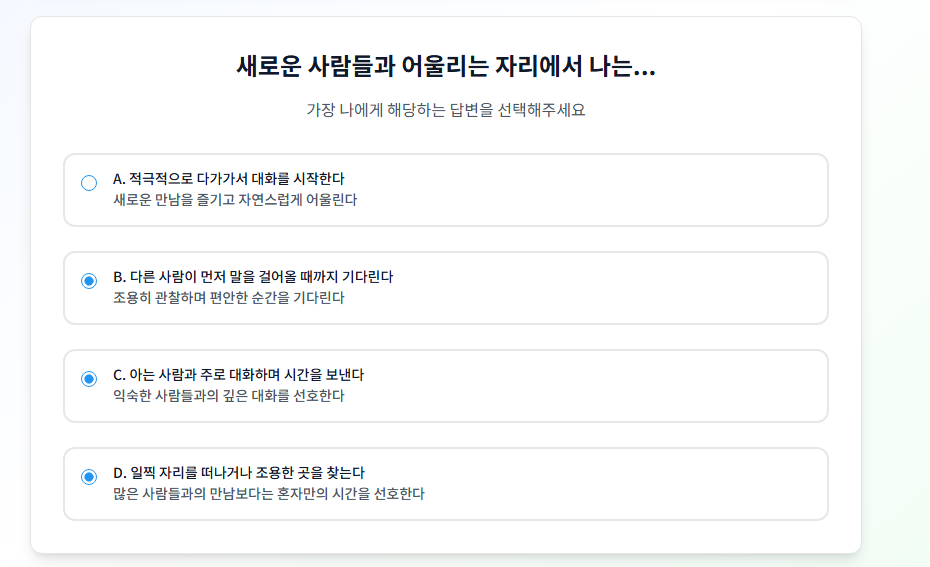 새로운 사람들과 어울리는 자리에서 나는...
가장 나에게 해당하는 답변을 선택해주세요
A. 적극적으로 다가가서 대화를 시작한다
새로운 만남을 즐기고 자연스럽게 어울린다
B. 다른 사람이 먼저 말을 걸어올 때까지 기다린다
조용히 관찰하며 편안한 순간을 기다린다
C. 아는 사람과 주로 대화하며 시간을 보낸다
익숙한 사람들과의 깊은 대화를 선호한다
D. 일찍 자리를 떠나거나 조용한 곳을 찾는다
많은 사람들과의 만남보다는 혼자만의 시간을 선호한다